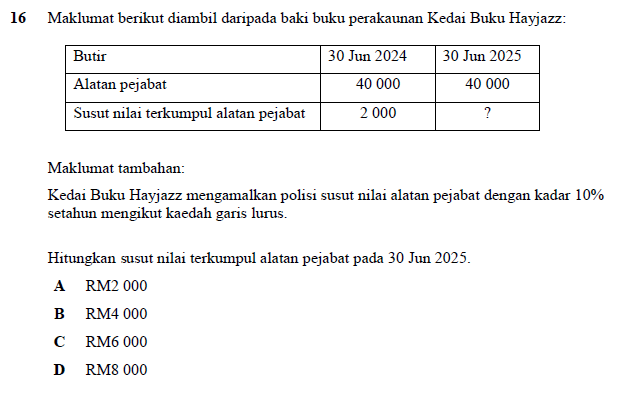 16 Maklumat berikut diambil daripada baki buku perakaunan Kedai Buku Hayjazz:
Butir 30 Jun 2024 30 Jun 2025
Alatan pejabat 40 000 40 000
Susut nilai terkumpul alatan pejabat 2 000 ?
Maklumat tambahan:
Kedai Buku Hayjazz mengamalkan polisi susut nilai alatan pejabat dengan kadar 10%
setahun mengikut kaedah garis lurus.
Hitungkan susut nilai terkumpul alatan pejabat pada 30 Jun 2025.
A RM2 000
B RM4 000
C RM6 000
D RM8 000